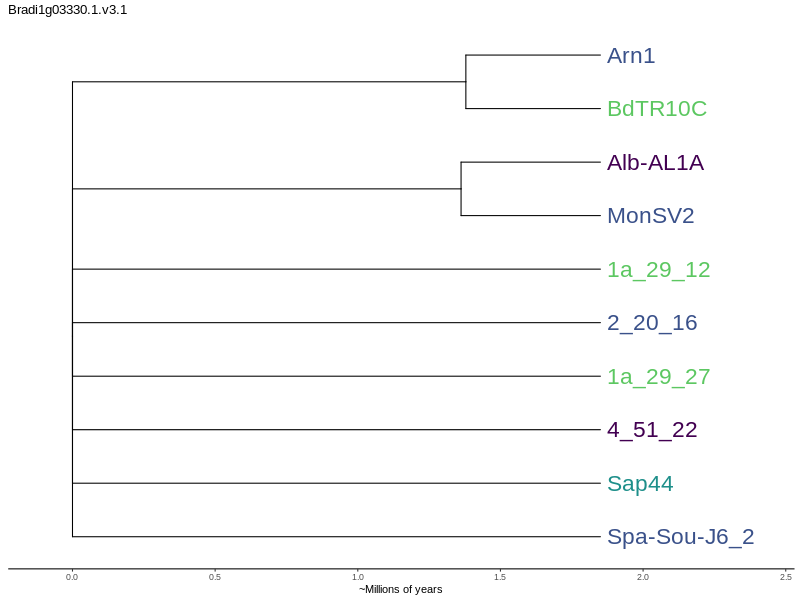 Bradi1g03330.1.v3.1
Arn1
BdTR10C
Alb-AL1A
MonSV2
1a_29_12
2_20_16
1a_29_27
4_51_22
Sap44
Spa-Sou-J6_2
0.0 0.5 1.0 1.5 2.0 2.5
~Millions of years